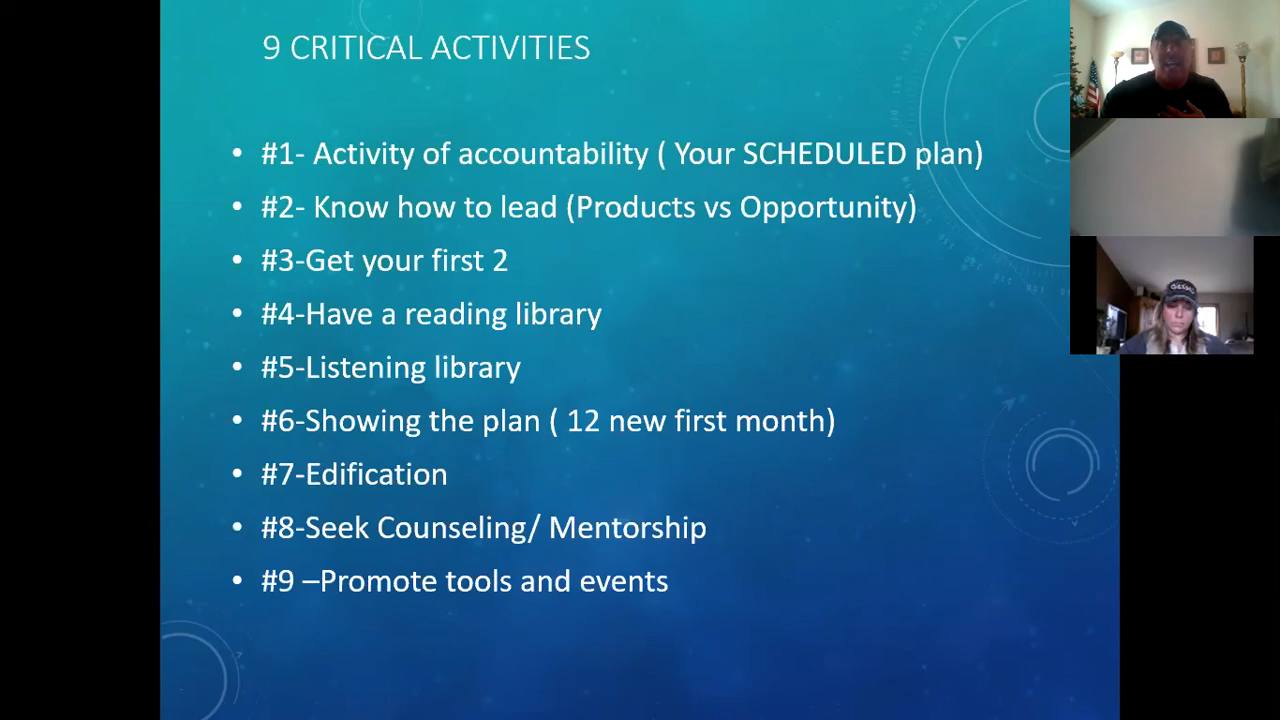 9 CRITICAL ACTIVITIES
• #1- Activity of accountability ( Your SCHEDULED plan)
• #2- Know how to lead (Products vs Opportunity)
• #3-Get your first 2
• #4-Have a reading library
• #5-Listening library
• #6-Showing the plan ( 12 new first month)
• #7-Edification
• #8-Seek Counseling/ Mentorship
• #9 –Promote tools and events